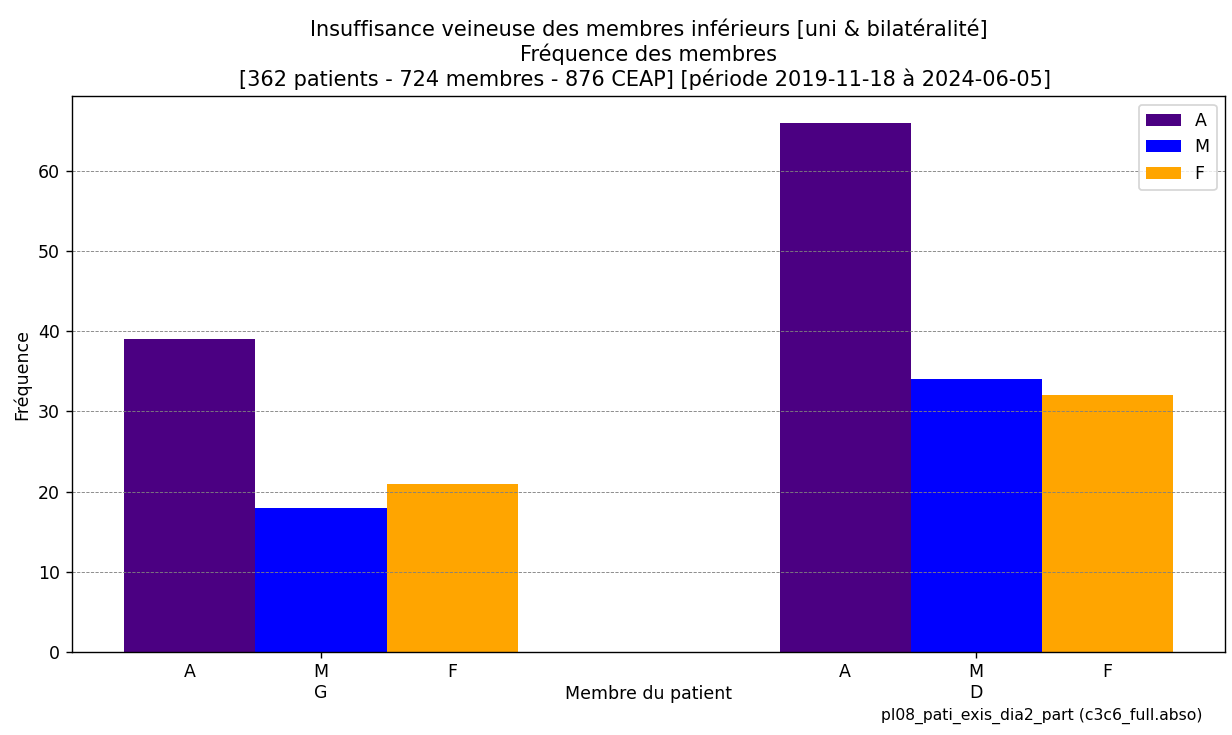 Insuffisance veineuse des membres inférieurs [uni & bilatéralité]
Fréquence des membres
[362 patients - 724 membres - 876 CEAP] [période 2019-11-18 à 2024-06-05]
A
M
F
Fréquence
60
50
40
30
20
10
0
A M F A M F
G Membre du patient D
pl08_pati_exis_dia2_part (c3c6_full.abso)